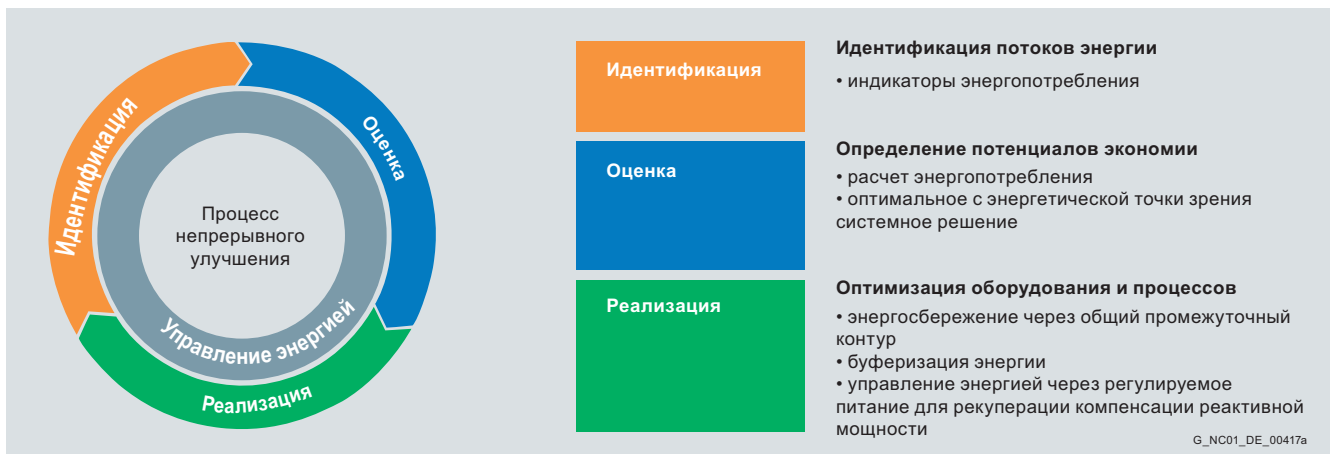 Идентификация
Оценка
Процесс
непрерывного
улучшения
Управление энергией
Реализация
Идентификация
Идентификация потоков энергии
• индикаторы энергопотребления
Оценка
Определение потенциалов экономии
• расчет энергопотребления
• оптимальное с энергетической точки зрения
системное решение
Реализация
Оптимизация оборудования и процессов
• энергосбережение через общий промежуточный
контур
• буферизация энергии
• управление энергией через регулируемое
питание для рекуперации компенсации реактивной
мощности
G_NC01_DE_00417a